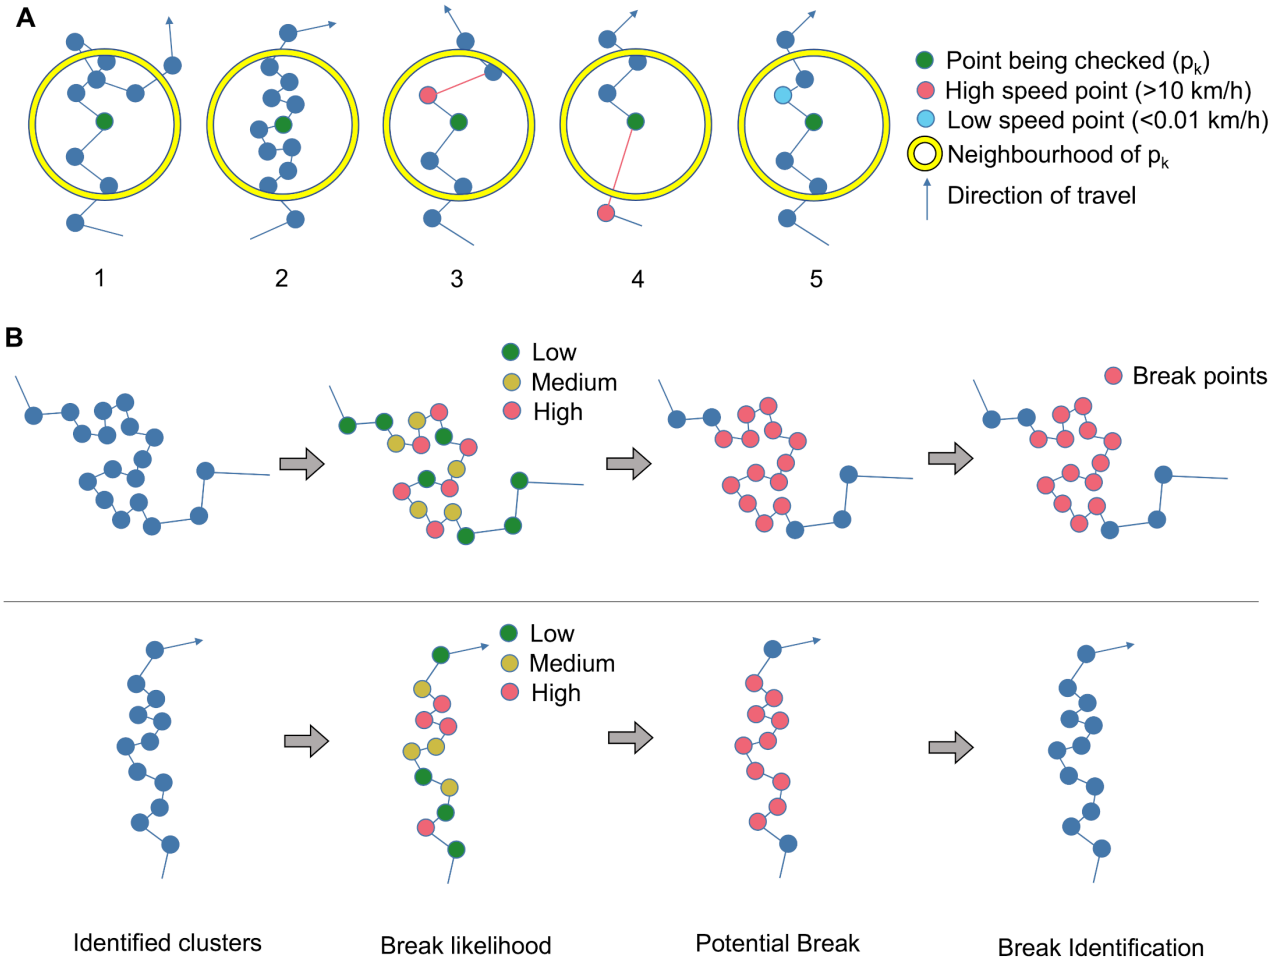 A
Point being checked (pk)
High speed point (>10 km/h)
Low speed point (<0.01 km/h)
Neighbourhood of pk
Direction of travel
1 2 3 4 5
B
Low
Medium
High
Break points
Low
Medium
High
Identified clusters
Break likelihood
Potential Break
Break Identification